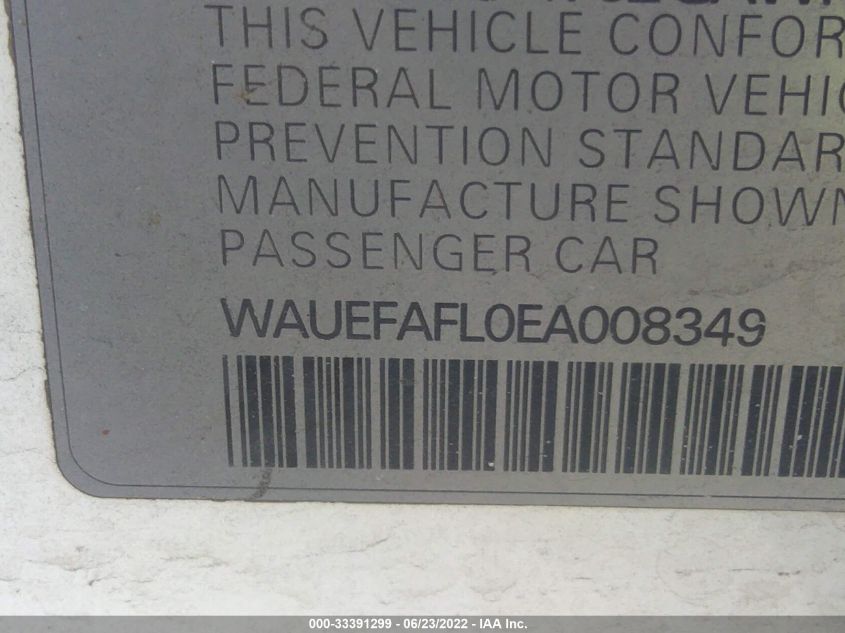 THIS VEHICLE CONFOR
FEDERAL MOTOR VEHIC
PREVENTION STANDAR
MANUFACTURE SHOWN
PASSENGER CAR
WAUEFAFL0EA008349
000-33391299 - 06/23/2022 - IAA Inc.